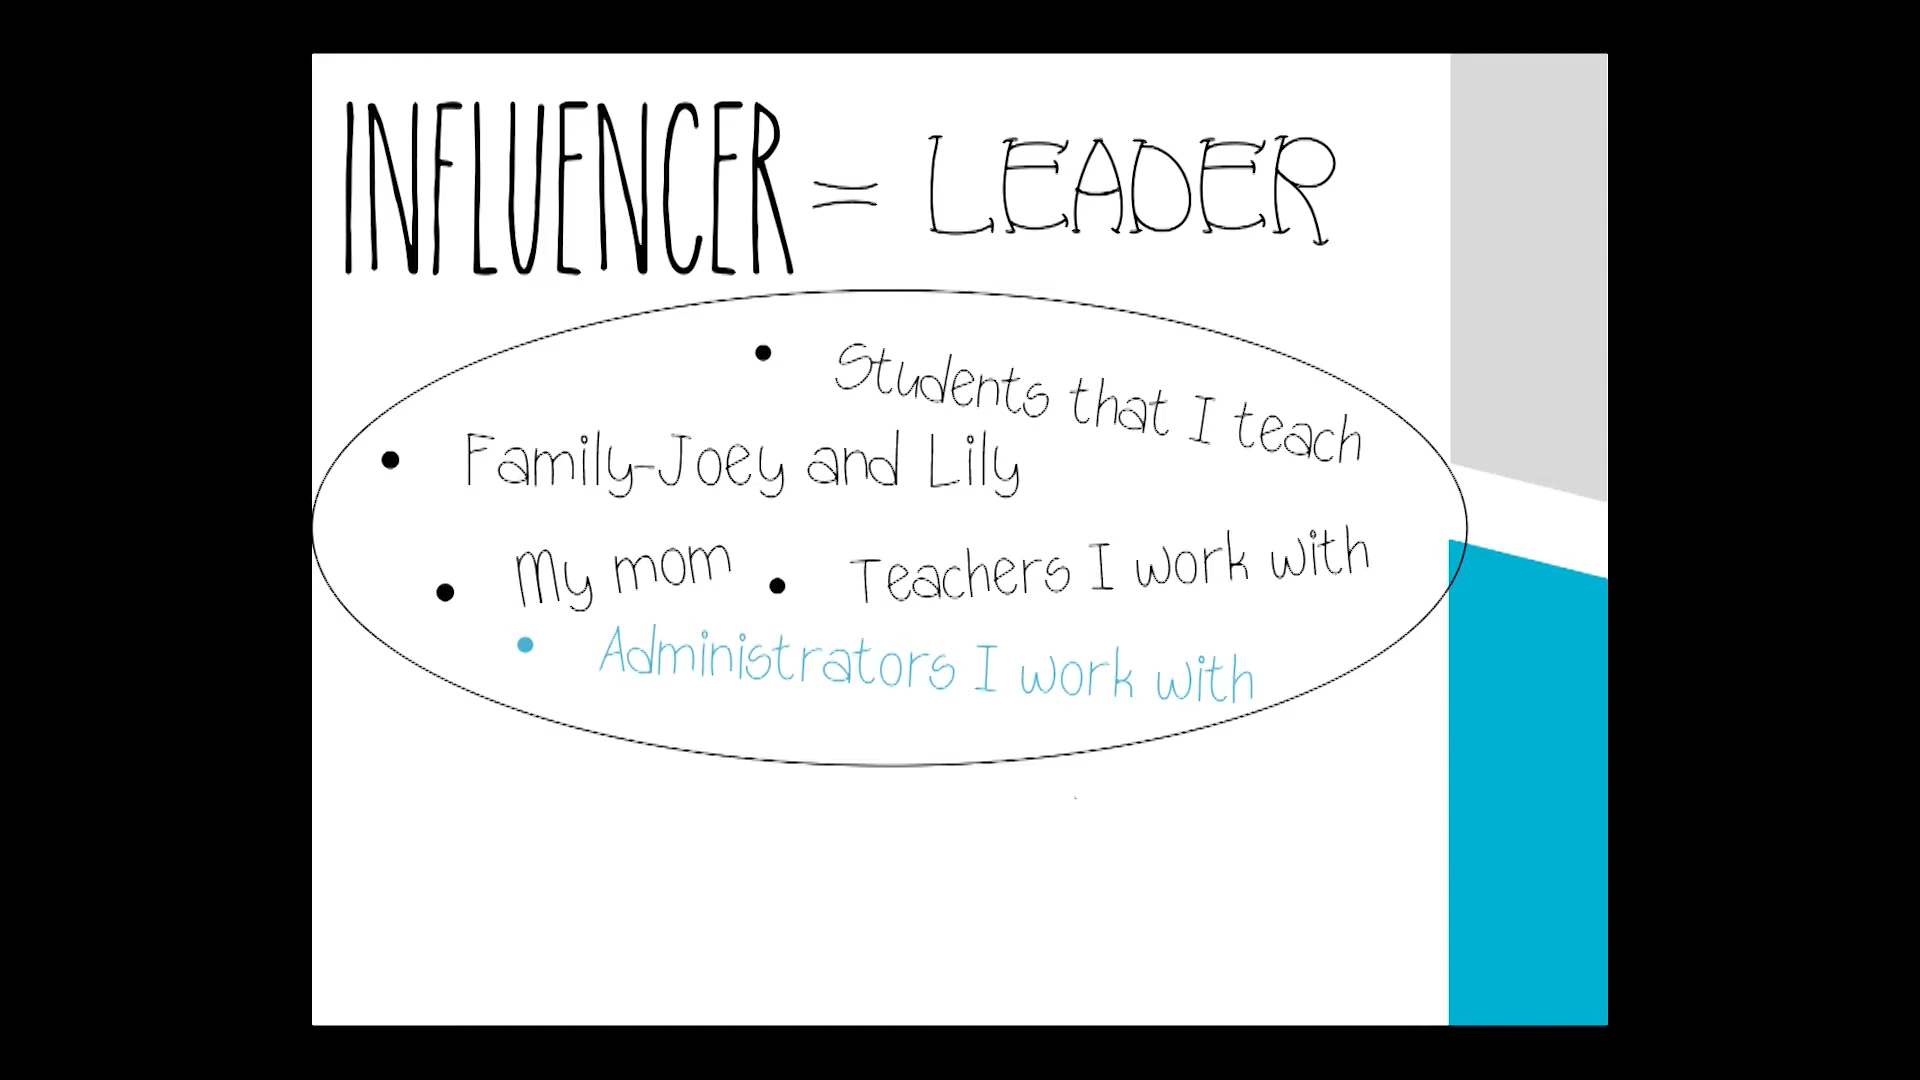 INFLUENCER = LEADER
• Students that I teach
• Family-Joey and Lily
• My mom
• Teachers I work with
• Administrators I work with